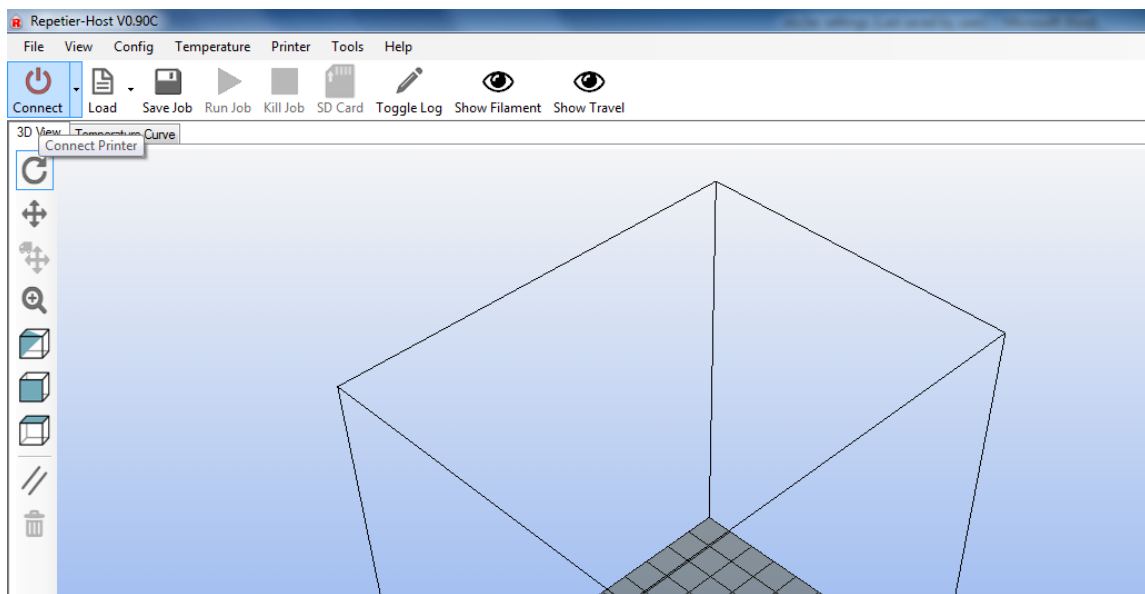 Repetier-Host V0.90C
File View Config Temperature Printer Tools Help
Connect Load Save Job Run Job Kill Job SD Card Toggle Log Show Filament Show Travel
3D View Temperature Curve
Connect Printer